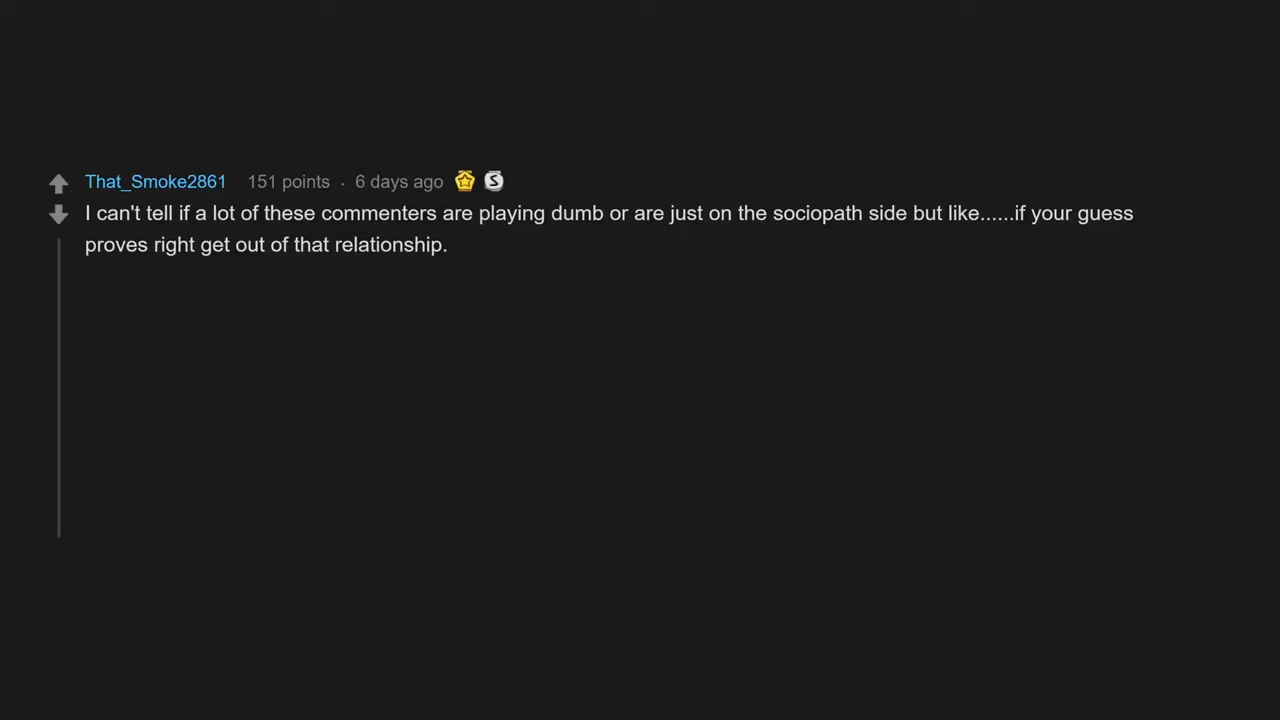 That_Smoke2861 151 points · 6 days ago S
I can't tell if a lot of these commenters are playing dumb or are just on the sociopath side but like......if your guess
proves right get out of that relationship.